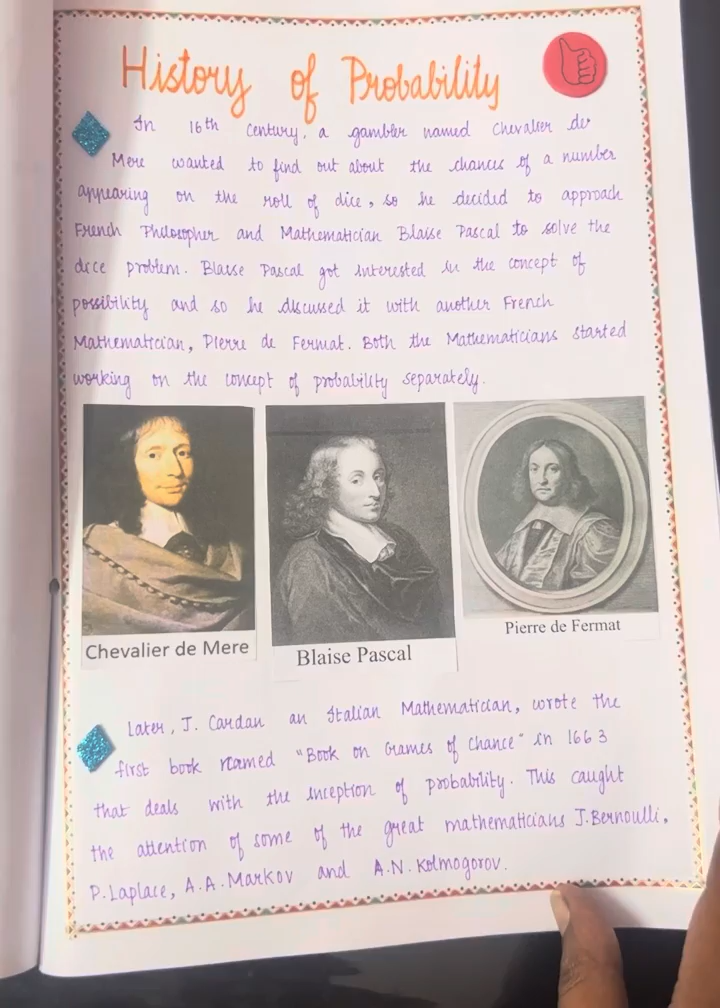 History of Probability
In 16th century, a gambler named Chevalier de
Mere wanted to find out about the chances of a number
appearing on the roll of dice, so he decided to approach
French Philosopher and Mathematician Blaise Pascal to solve the
dice problem. Blaise Pascal got interested in the concept of
possibility and so he discussed it with another French
Mathematician, Pierre de Fermat. Both the Mathematicians started
working on the concept of probability separately.
Chevalier de Mere
Blaise Pascal
Pierre de Fermat
Later, J. Cardan an Italian Mathematician, wrote the
first book named "Book on Games of Chance" in 1663
that deals with the inception of probability. This caught
the attention of some of the great mathematicians J.Bernoulli,
P.Laplace, A.A.Markov and A.N.Kolmogorov.